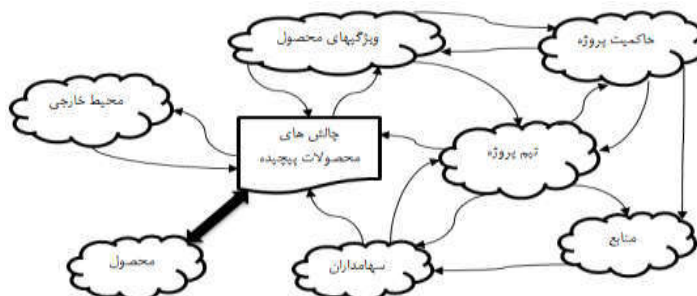 ویژگیهای محصول
حاکمیت پروژه
محیط خارجی
چالش های
محصولات پیچیده
تیم پروژه
منابع
محصول
سهامداران